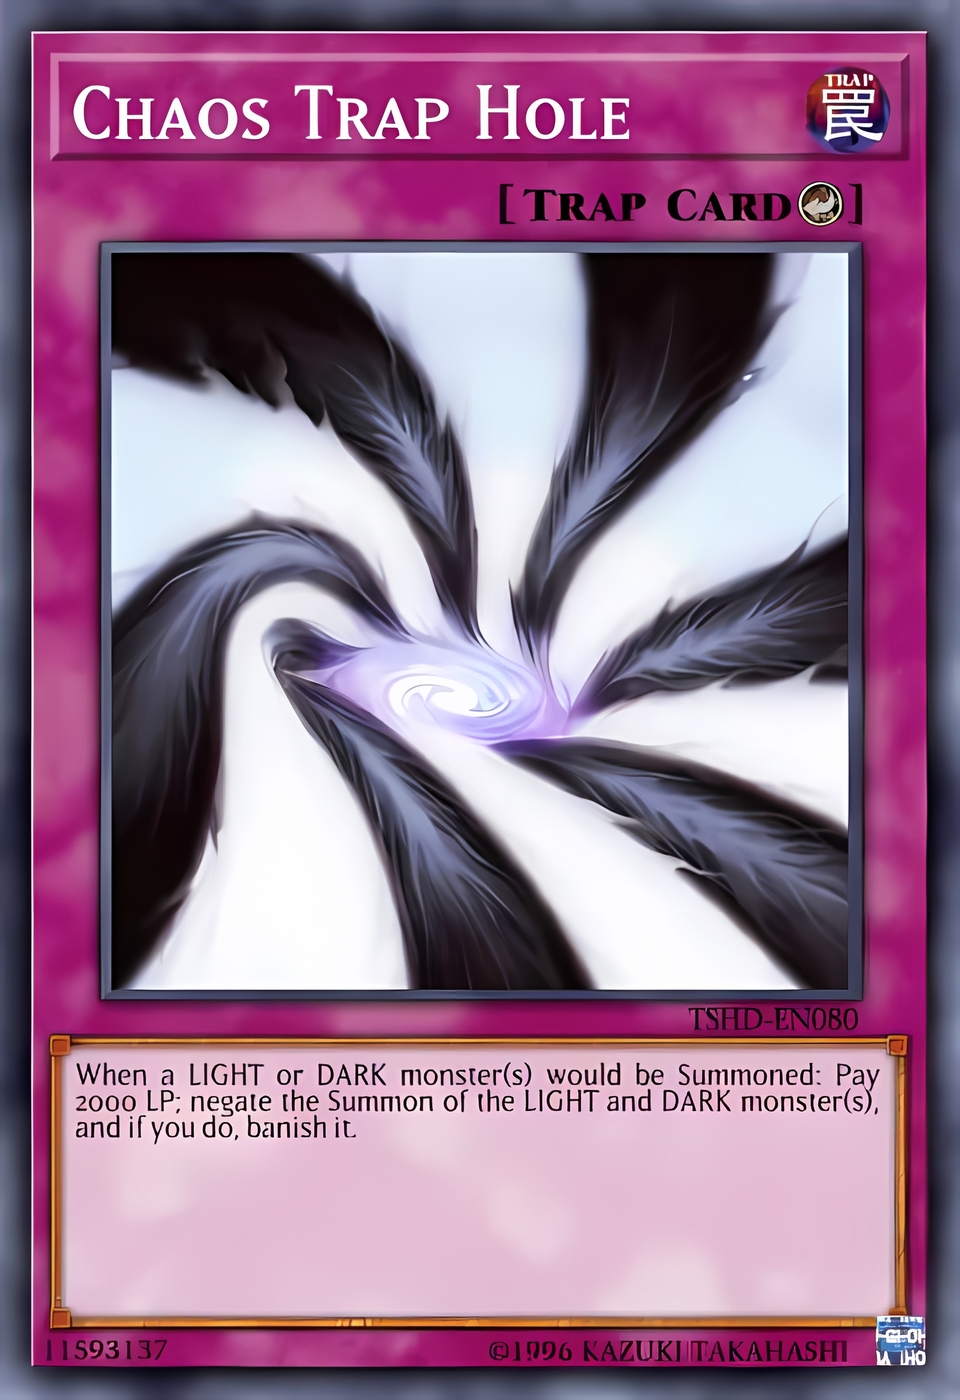 CHAOS TRAP HOLE
TRAP
罠
[TRAP CARD]
TSHD-EN080
When a LIGHT or DARK monster(s) would be Summoned: Pay
2000 LP; negate the Summon of the LIGHT and DARK monster(s),
and if you do, banish it.
11593137
©1996 KAZUKI TAKAHASHI